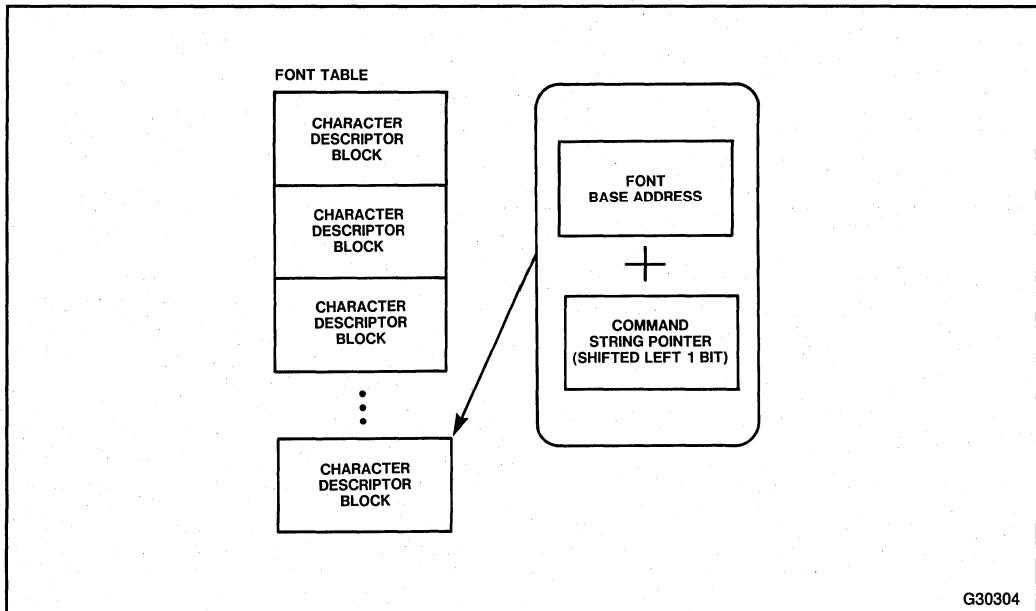 FONT TABLE
CHARACTER
DESCRIPTOR
BLOCK
CHARACTER
DESCRIPTOR
BLOCK
CHARACTER
DESCRIPTOR
BLOCK
CHARACTER
DESCRIPTOR
BLOCK
FONT
BASE ADDRESS
+
COMMAND
STRING POINTER
(SHIFTED LEFT 1 BIT)
G30304